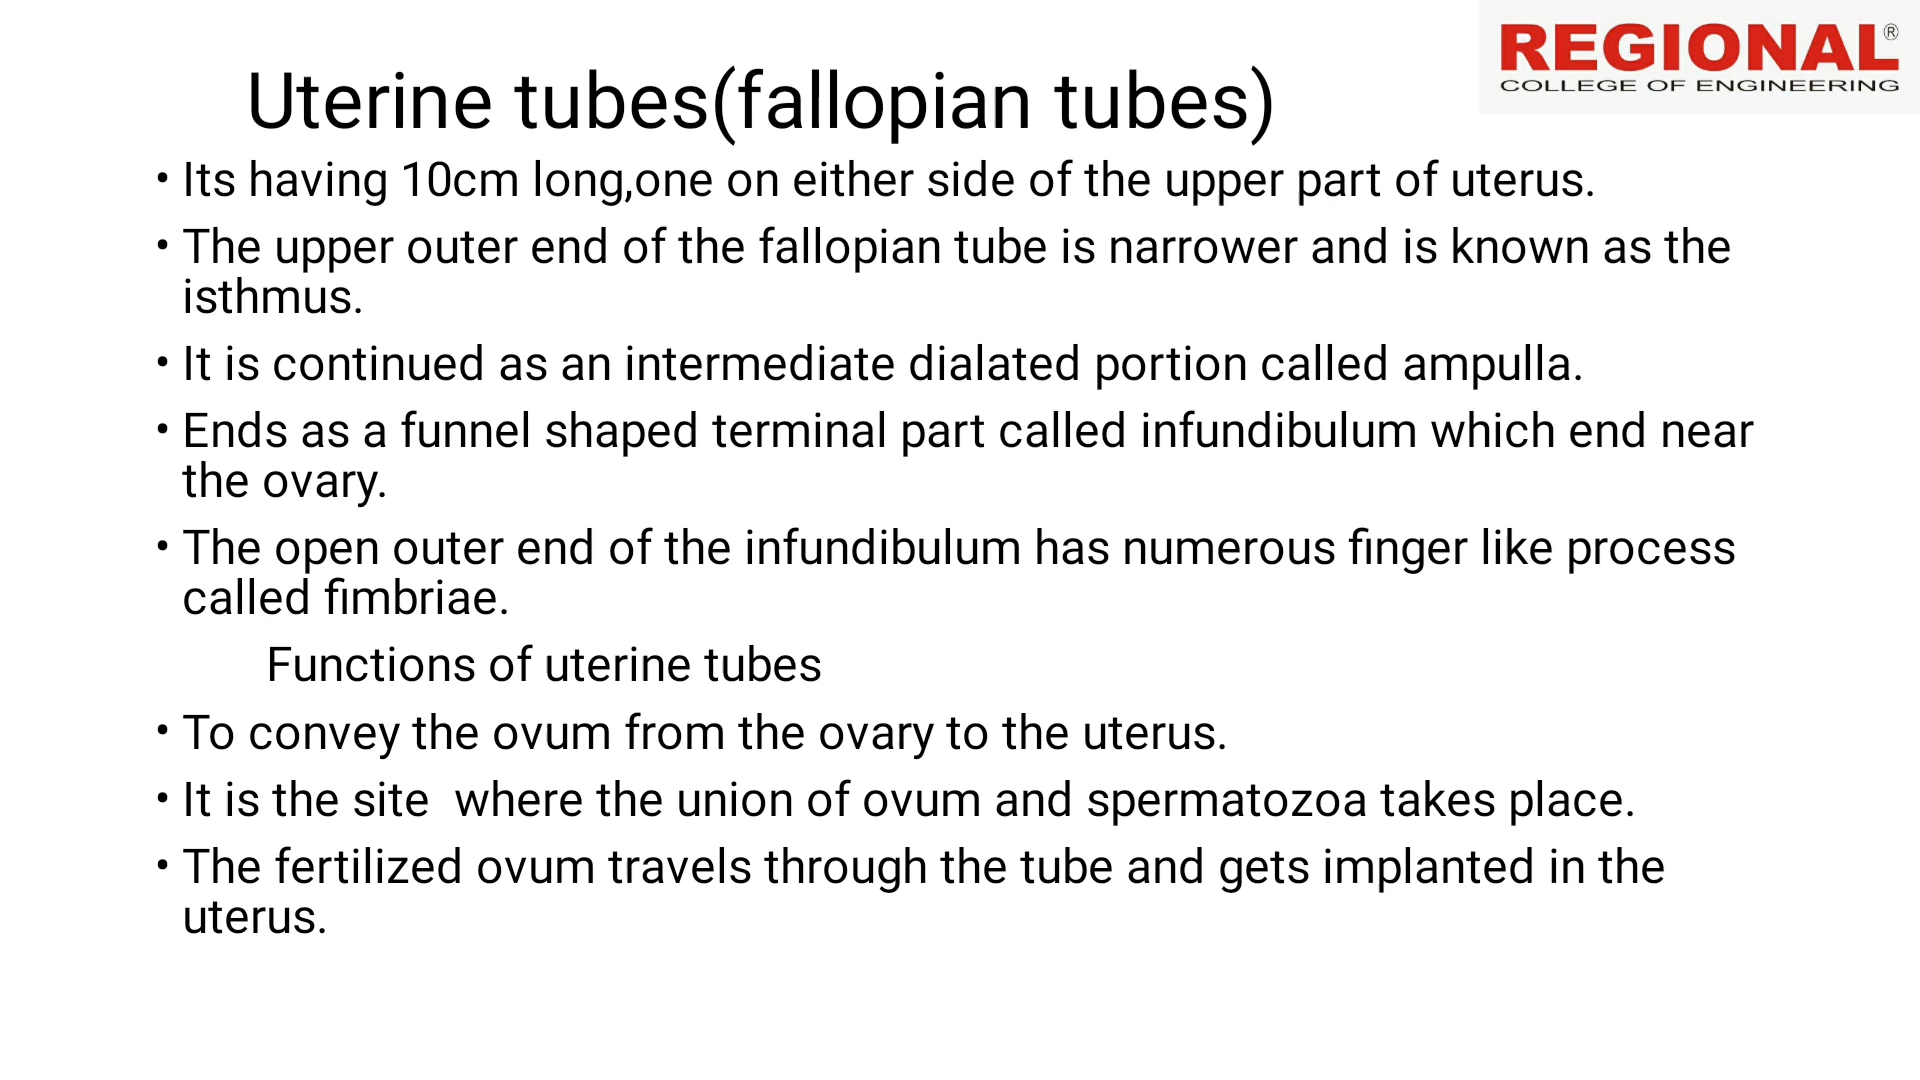 REGIONAL®
COLLEGE OF ENGINEERING
Uterine tubes(fallopian tubes)
• Its having 10cm long,one on either side of the upper part of uterus.
• The upper outer end of the fallopian tube is narrower and is known as the
isthmus.
• It is continued as an intermediate dialated portion called ampulla.
• Ends as a funnel shaped terminal part called infundibulum which end near
the ovary.
• The open outer end of the infundibulum has numerous finger like process
called fimbriae.
Functions of uterine tubes
• To convey the ovum from the ovary to the uterus.
• It is the site  where the union of ovum and spermatozoa takes place.
• The fertilized ovum travels through the tube and gets implanted in the
uterus.